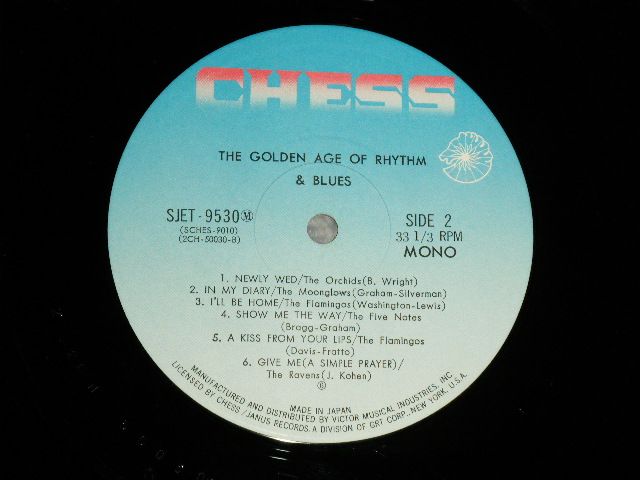 CHESS
THE GOLDEN AGE OF RHYTHM
& BLUES
SJET-9530Ⓜ
(SCHES-9010)
(2CH-50030-B)
SIDE 2
33 1/3 RPM
MONO
1. NEWLY WED/The Orchids(B. Wright)
2. IN MY DIARY/The Moonglows(Graham-Silverman)
3. I'LL BE HOME/The Flamingos(Washington-Lewis)
4. SHOW ME THE WAY/The Five Notes
(Bragg-Graham)
5. A KISS FROM YOUR LIPS/The Flamingos
(Davis-Fratto)
6. GIVE ME(A SIMPLE PRAYER)/
The Ravens(J. Kohen)
℗
MADE IN JAPAN
MANUFACTURED AND DISTRIBUTED BY VICTOR MUSICAL INDUSTRIES, INC.
LICENSED BY CHESS/JANUS RECORDS. A DIVISION OF GRT CORP., NEW YORK, U.S.A.